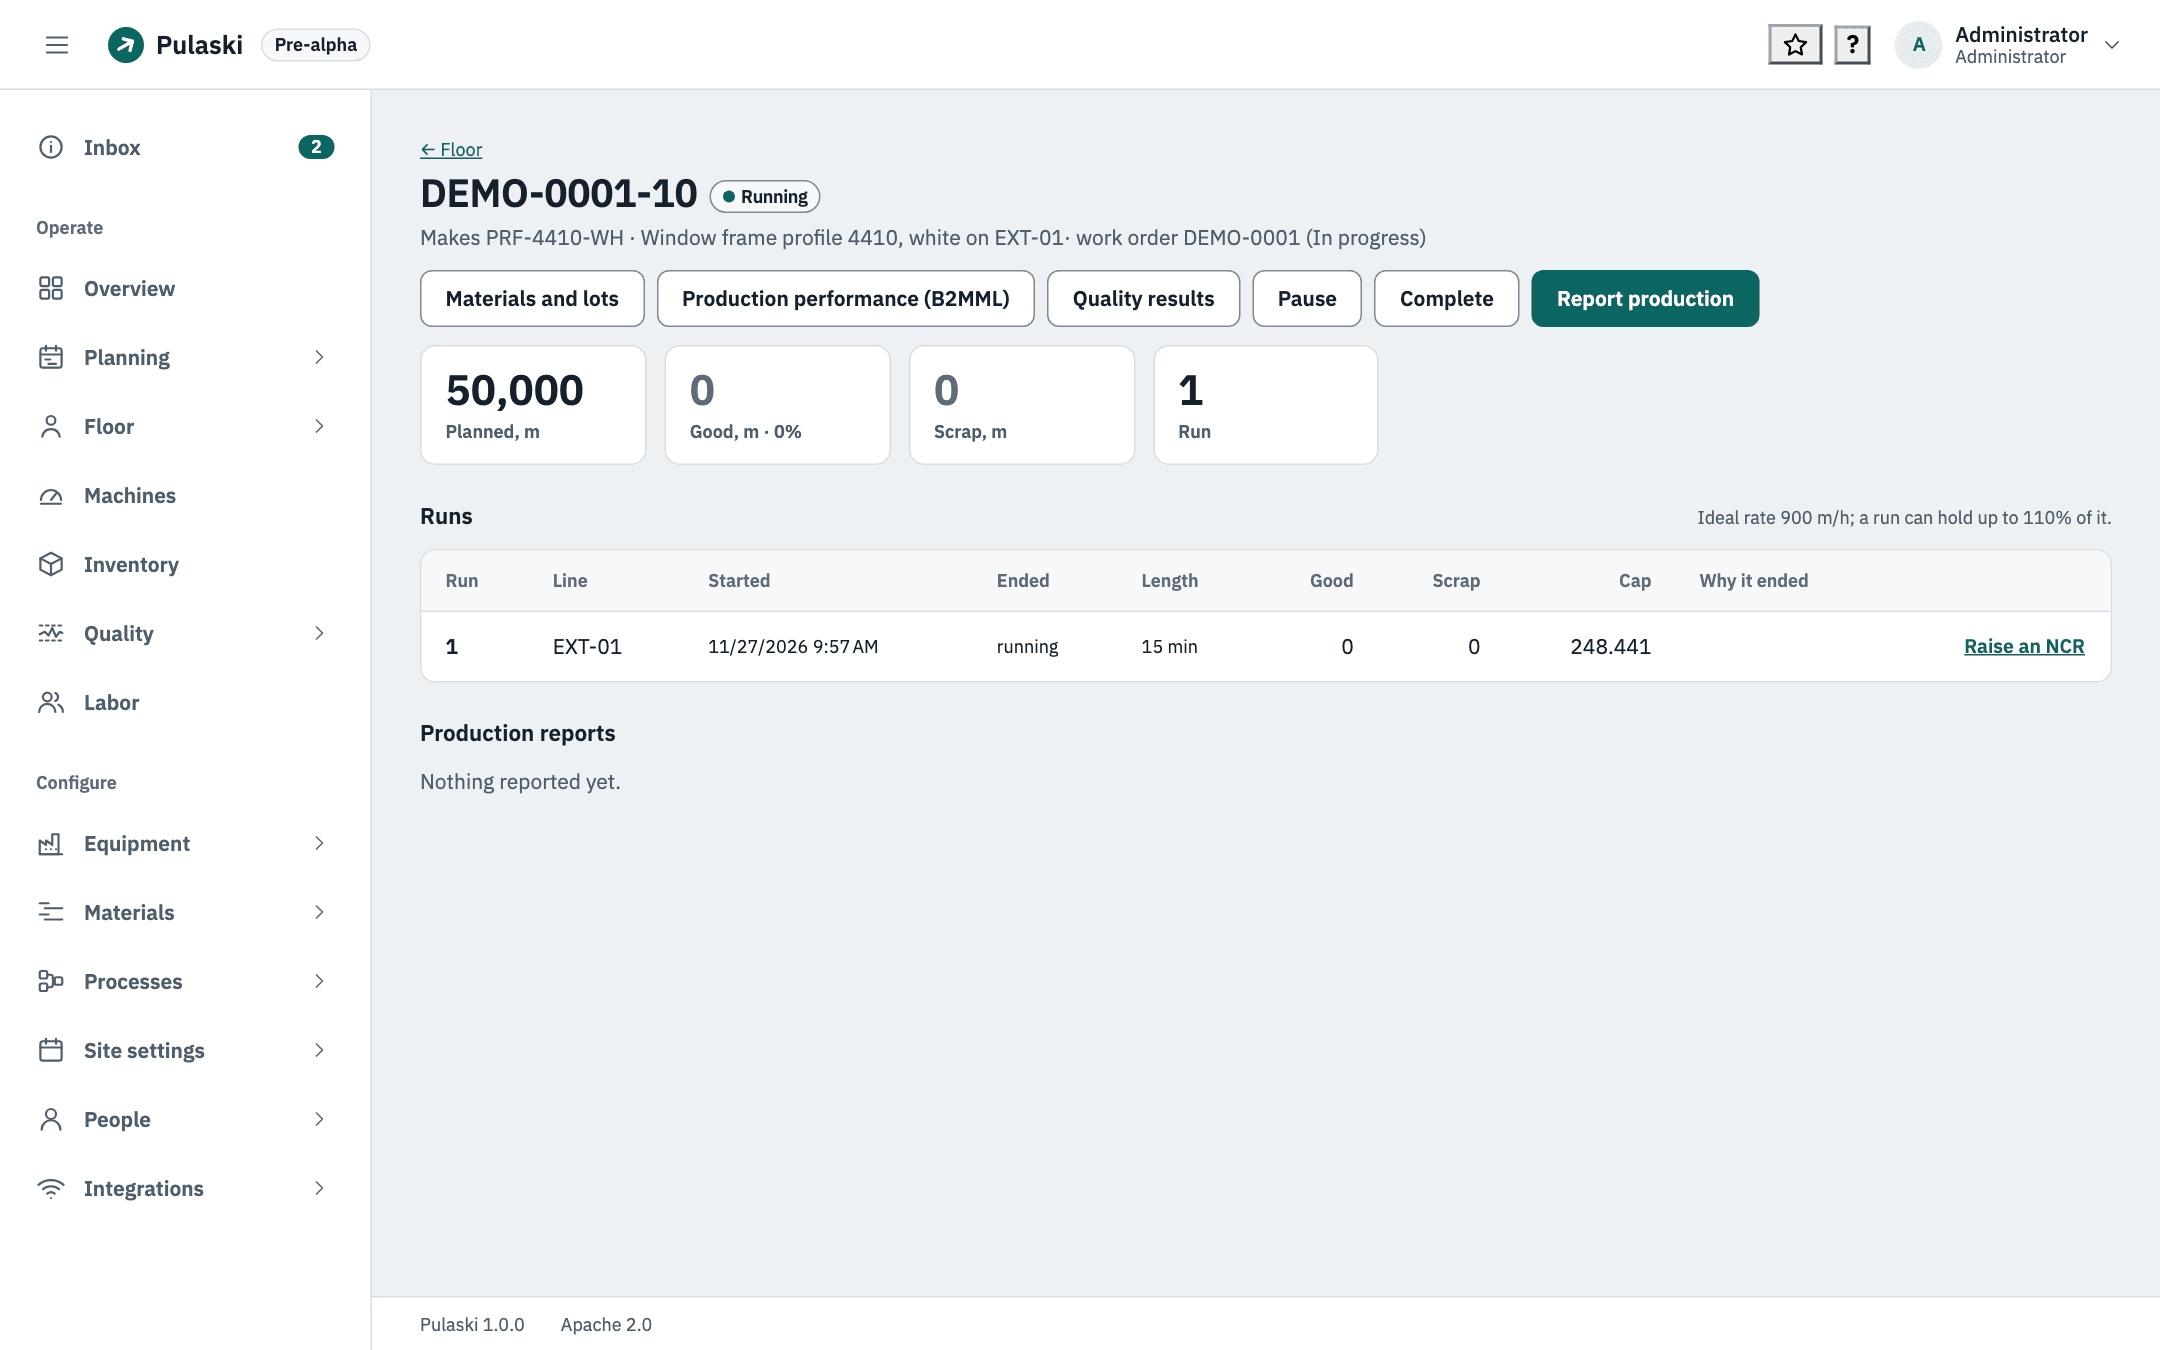 Pulaski Pre-alpha
?
A
Administrator
Administrator
Inbox 2
Operate
Overview
Planning
Floor
Machines
Inventory
Quality
Labor
Configure
Equipment
Materials
Processes
Site settings
People
Integrations
← Floor
DEMO-0001-10 Running
Makes PRF-4410-WH · Window frame profile 4410, white on EXT-01· work order DEMO-0001 (In progress)
Materials and lots Production performance (B2MML) Quality results Pause Complete Report production
50,000 0 0 1
Planned, m Good, m · 0% Scrap, m Run
Runs Ideal rate 900 m/h; a run can hold up to 110% of it.
Run Line Started Ended Length Good Scrap Cap Why it ended
1 EXT-01 11/27/2026 9:57 AM running 15 min 0 0 248.441 Raise an NCR
Production reports
Nothing reported yet.
Pulaski 1.0.0 Apache 2.0